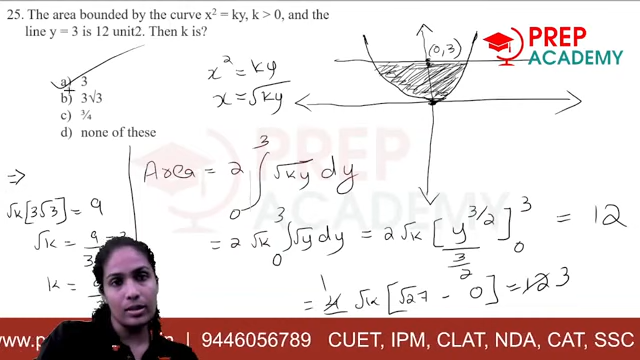 25. The area bounded by the curve x² = ky, k > 0, and the
line y = 3 is 12 unit2. Then k is?
a) 3
b) 3√3
c) ¾
d) none of these
x² = ky
x = √ky
(0,3)
PREP
ACADEMY
Area = 2 ∫₀³ √ky dy
= 2√k ∫₀³ √y dy = 2√k [y^3/2 / 3/2]₀³ = 12
= 4 1 √k [√27 - 0] = 12 3
⇒
√k[3√3] = 9
√k = 9
k =
9446056789 CUET, IPM, CLAT, NDA, CAT, SSC